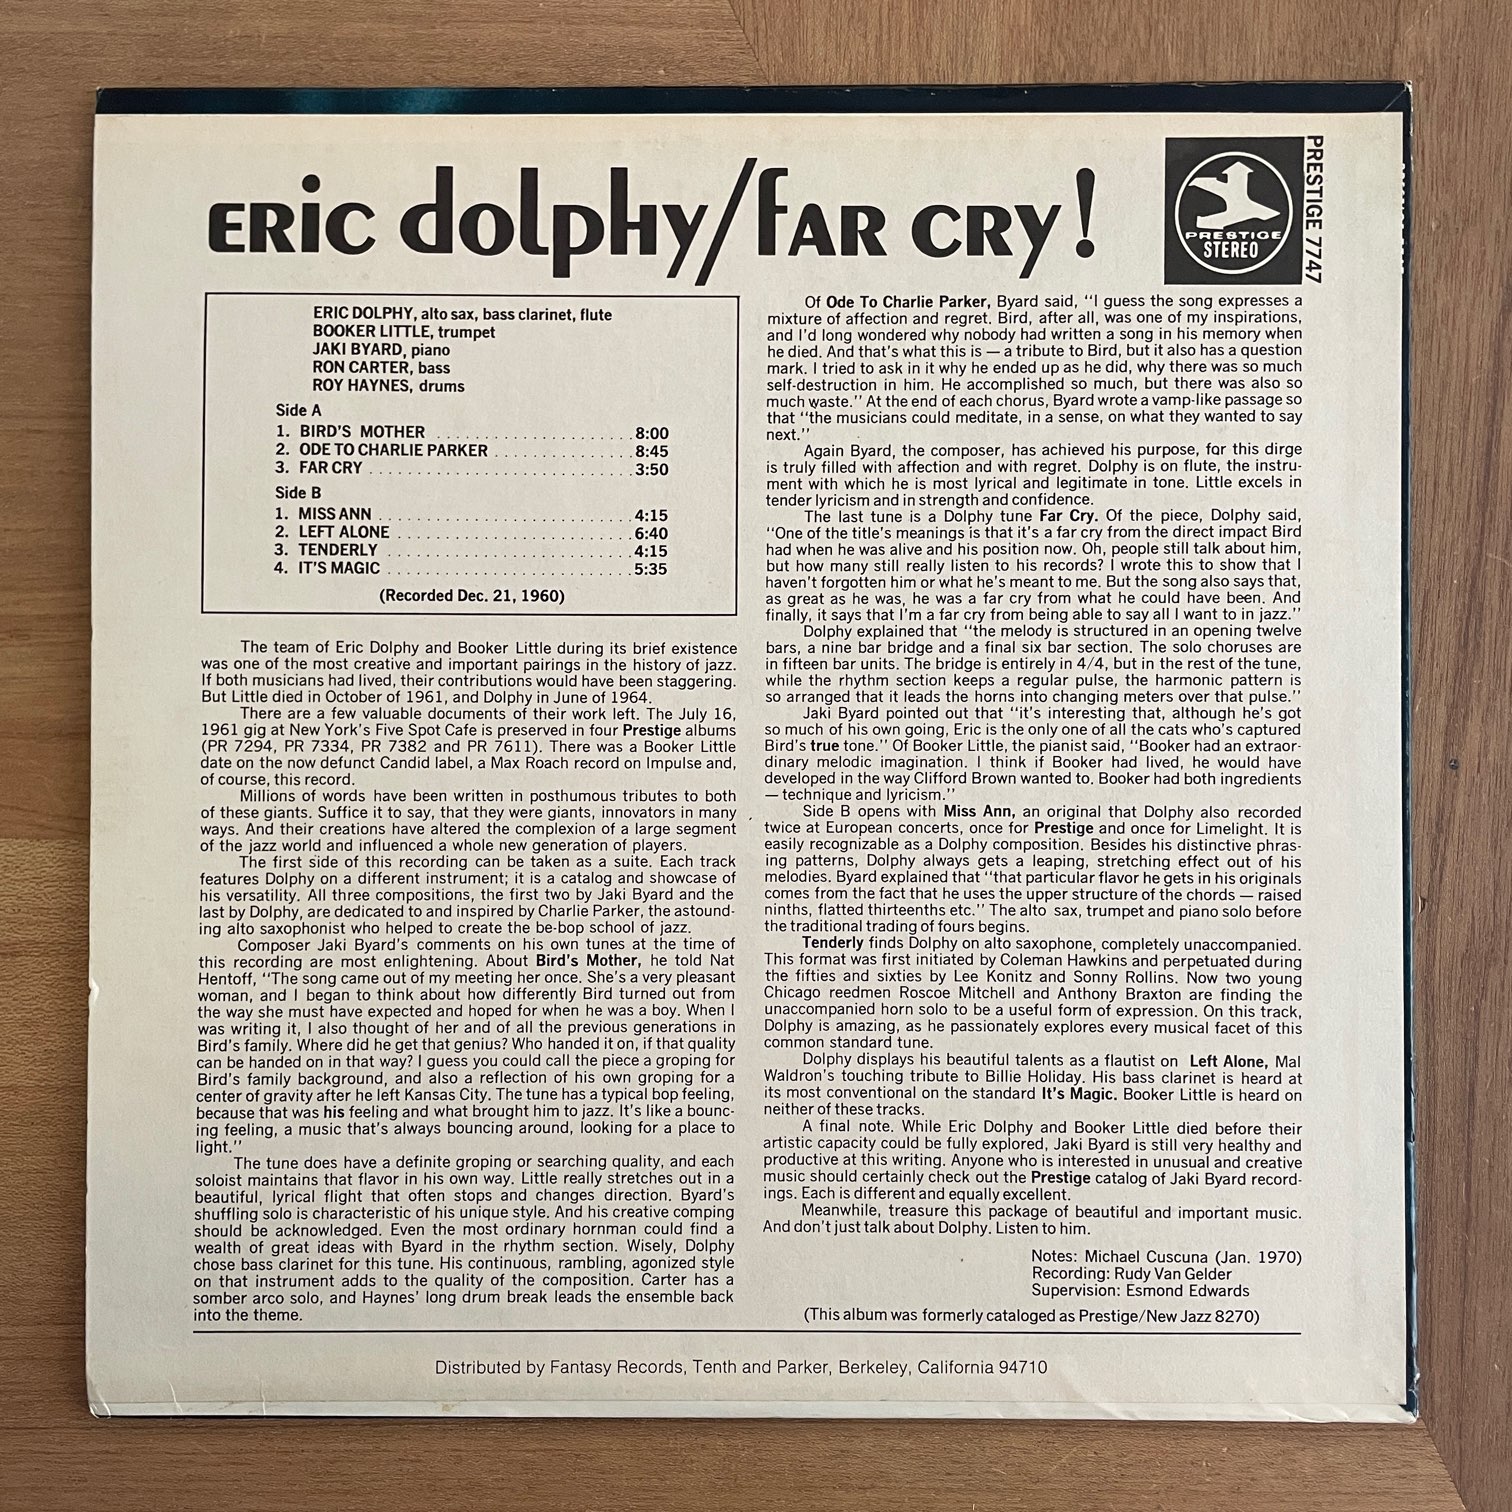 ERIC dolphy/fAR CRY!
PRESTIGE
STEREO
PRESTIGE 7747
ERIC DOLPHY, alto sax, bass clarinet, flute
BOOKER LITTLE, trumpet
JAKI BYARD, piano
RON CARTER, bass
ROY HAYNES, drums
Side A
1. BIRD'S MOTHER ..................... 8:00
2. ODE TO CHARLIE PARKER .............. 8:45
3. FAR CRY ........................... 3:50
Side B
1. MISS ANN .......................... 4:15
2. LEFT ALONE ........................ 6:40
3. TENDERLY .......................... 4:15
4. IT'S MAGIC ......................... 5:35
(Recorded Dec. 21, 1960)
The team of Eric Dolphy and Booker Little during its brief existence
was one of the most creative and important pairings in the history of jazz.
If both musicians had lived, their contributions would have been staggering.
But Little died in October of 1961, and Dolphy in June of 1964.
There are a few valuable documents of their work left. The July 16,
1961 gig at New York's Five Spot Cafe is preserved in four Prestige albums
(PR 7294, PR 7334, PR 7382 and PR 7611). There was a Booker Little
date on the now defunct Candid label, a Max Roach record on Impulse and,
of course, this record.
Millions of words have been written in posthumous tributes to both
of these giants. Suffice it to say, that they were giants, innovators in many
ways. And their creations have altered the complexion of a large segment
of the jazz world and influenced a whole new generation of players.
The first side of this recording can be taken as a suite. Each track
features Dolphy on a different instrument; it is a catalog and showcase of
his versatility. All three compositions, the first two by Jaki Byard and the
last by Dolphy, are dedicated to and inspired by Charlie Parker, the astound-
ing alto saxophonist who helped to create the be-bop school of jazz.
Composer Jaki Byard's comments on his own tunes at the time of
this recording are most enlightening. About Bird's Mother, he told Nat
Hentoff, "The song came out of my meeting her once. She's a very pleasant
woman, and I began to think about how differently Bird turned out from
the way she must have expected and hoped for when he was a boy. When I
was writing it, I also thought of her and of all the previous generations in
Bird's family. Where did he get that genius? Who handed it on, if that quality
can be handed on in that way? I guess you could call the piece a groping for
Bird's family background, and also a reflection of his own groping for a
center of gravity after he left Kansas City. The tune has a typical bop feeling,
because that was his feeling and what brought him to jazz. It's like a bounc-
ing feeling, a music that's always bouncing around, looking for a place to
light."
The tune does have a definite groping or searching quality, and each
soloist maintains that flavor in his own way. Little really stretches out in a
beautiful, lyrical flight that often stops and changes direction. Byard's
shuffling solo is characteristic of his unique style. And his creative comping
should be acknowledged. Even the most ordinary hornman could find a
wealth of great ideas with Byard in the rhythm section. Wisely, Dolphy
chose bass clarinet for this tune. His continuous, rambling, agonized style
on that instrument adds to the quality of the composition. Carter has a
somber arco solo, and Haynes' long drum break leads the ensemble back
into the theme.
Of Ode To Charlie Parker, Byard said, "I guess the song expresses a
mixture of affection and regret. Bird, after all, was one of my inspirations,
and I'd long wondered why nobody had written a song in his memory when
he died. And that's what this is — a tribute to Bird, but it also has a question
mark. I tried to ask in it why he ended up as he did, why there was so much
self-destruction in him. He accomplished so much, but there was also so
much waste." At the end of each chorus, Byard wrote a vamp-like passage so
that "the musicians could meditate, in a sense, on what they wanted to say
next."
Again Byard, the composer, has achieved his purpose, for this dirge
is truly filled with affection and with regret. Dolphy is on flute, the instru-
ment with which he is most lyrical and legitimate in tone. Little excels in
tender lyricism and in strength and confidence.
The last tune is a Dolphy tune Far Cry. Of the piece, Dolphy said,
"One of the title's meanings is that it's a far cry from the direct impact Bird
had when he was alive and his position now. Oh, people still talk about him,
but how many still really listen to his records? I wrote this to show that I
haven't forgotten him or what he's meant to me. But the song also says that,
as great as he was, he was a far cry from what he could have been. And
finally, it says that I'm a far cry from being able to say all I want to in jazz."
Dolphy explained that "the melody is structured in an opening twelve
bars, a nine bar bridge and a final six bar section. The solo choruses are
in fifteen bar units. The bridge is entirely in 4/4, but in the rest of the tune,
while the rhythm section keeps a regular pulse, the harmonic pattern is
so arranged that it leads the horns into changing meters over that pulse."
Jaki Byard pointed out that "it's interesting that, although he's got
so much of his own going, Eric is the only one of all the cats who's captured
Bird's true tone." Of Booker Little, the pianist said, "Booker had an extraor-
dinary melodic imagination. I think if Booker had lived, he would have
developed in the way Clifford Brown wanted to. Booker had both ingredients
— technique and lyricism."
Side B opens with Miss Ann, an original that Dolphy also recorded
twice at European concerts, once for Prestige and once for Limelight. It is
easily recognizable as a Dolphy composition. Besides his distinctive phras-
ing patterns, Dolphy always gets a leaping, stretching effect out of his
melodies. Byard explained that "that particular flavor he gets in his originals
comes from the fact that he uses the upper structure of the chords — raised
ninths, flatted thirteenths etc." The alto sax, trumpet and piano solo before
the traditional trading of fours begins.
Tenderly finds Dolphy on alto saxophone, completely unaccompanied.
This format was first initiated by Coleman Hawkins and perpetuated during
the fifties and sixties by Lee Konitz and Sonny Rollins. Now two young
Chicago reedmen Roscoe Mitchell and Anthony Braxton are finding the
unaccompanied horn solo to be a useful form of expression. On this track,
Dolphy is amazing, as he passionately explores every musical facet of this
common standard tune.
Dolphy displays his beautiful talents as a flautist on Left Alone, Mal
Waldron's touching tribute to Billie Holiday. His bass clarinet is heard at
its most conventional on the standard It's Magic. Booker Little is heard on
neither of these tracks.
A final note. While Eric Dolphy and Booker Little died before their
artistic capacity could be fully explored, Jaki Byard is still very healthy and
productive at this writing. Anyone who is interested in unusual and creative
music should certainly check out the Prestige catalog of Jaki Byard record-
ings. Each is different and equally excellent.
Meanwhile, treasure this package of beautiful and important music.
And don't just talk about Dolphy. Listen to him.
Notes: Michael Cuscuna (Jan. 1970)
Recording: Rudy Van Gelder
Supervision: Esmond Edwards
(This album was formerly cataloged as Prestige/New Jazz 8270)
Distributed by Fantasy Records, Tenth and Parker, Berkeley, California 94710